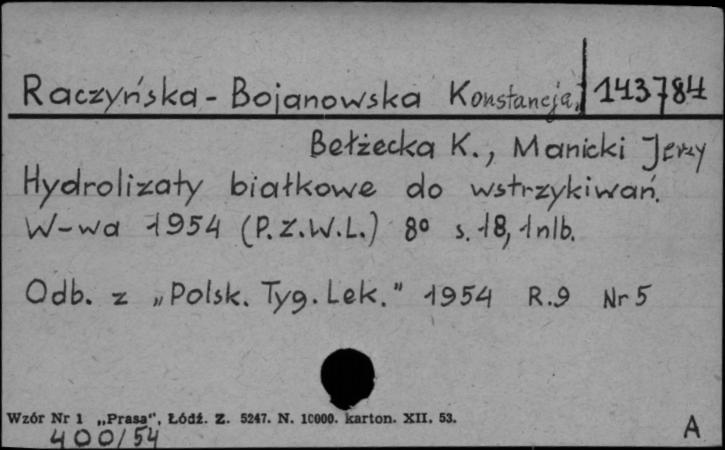 Raczyńska - Bojanowska Konstancja, 143784
Bełżecka K., Manicki Jerzy
Hydrolizaty białkowe do wstrzykiwań.
W-wa 1954 (P.Z.W.L.) 8° s. 18, 1 nlb.
Odb. z „Polsk. Tyg. Lek." 1954 R.9 Nr 5
Wzór Nr 1 „Prasa“, Łódź. Z. 5247. N. 10000. karton. XII. 53.
400/54 A